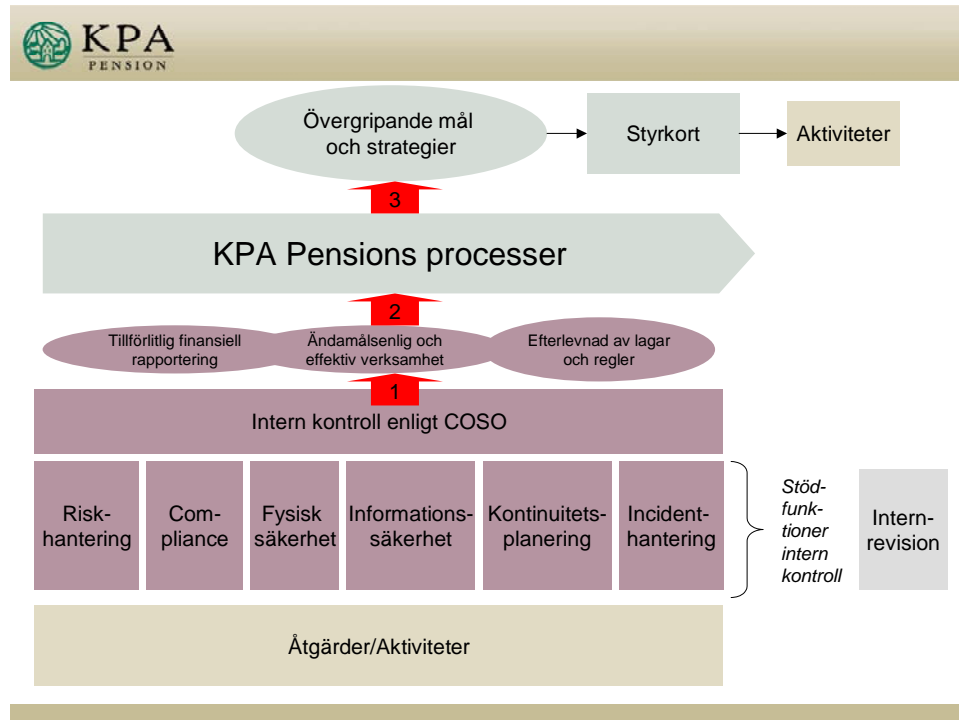 KPA
PENSION
Övergripande mål
och strategier
Styrkort
Aktiviteter
3
KPA Pensions processer
2
Tillförlitlig finansiell
rapportering
Ändamålsenlig och
effektiv verksamhet
Efterlevnad av lagar
och regler
1
Intern kontroll enligt COSO
Risk-
hantering
Com-
pliance
Fysisk
säkerhet
Informations-
säkerhet
Kontinuitets-
planering
Incident-
hantering
Stöd-
funk-
tioner
intern
kontroll
Intern-
revision
Åtgärder/Aktiviteter